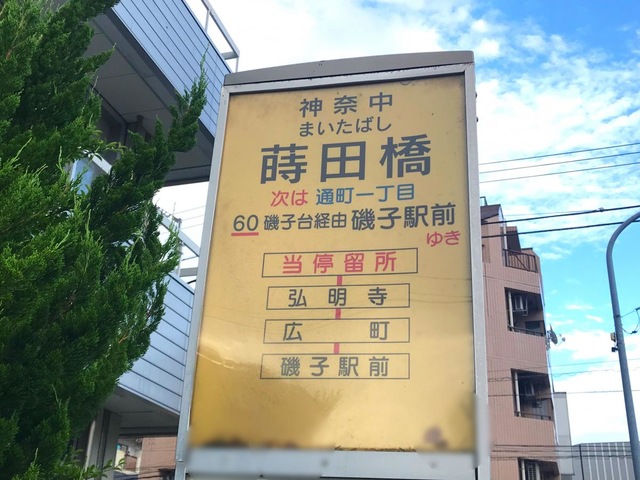 神奈中
まいたばし
蒔田橋
次は 通町一丁目
60 磯子台経由 磯子駅前
ゆき
当停留所
弘明寺
広町
磯子駅前